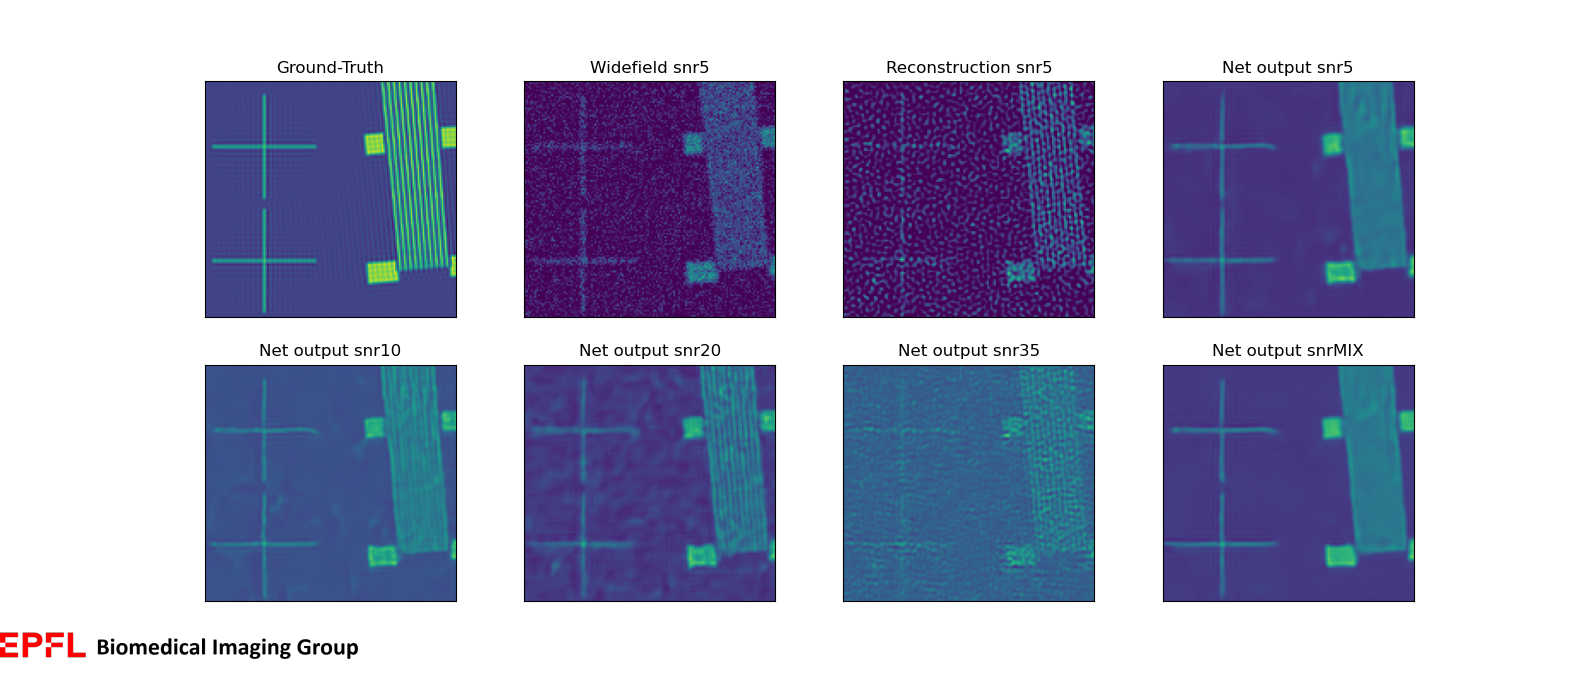 Ground-Truth
Widefield snr5
Reconstruction snr5
Net output snr5
Net output snr10
Net output snr20
Net output snr35
Net output snrMIX
EPFL Biomedical Imaging Group